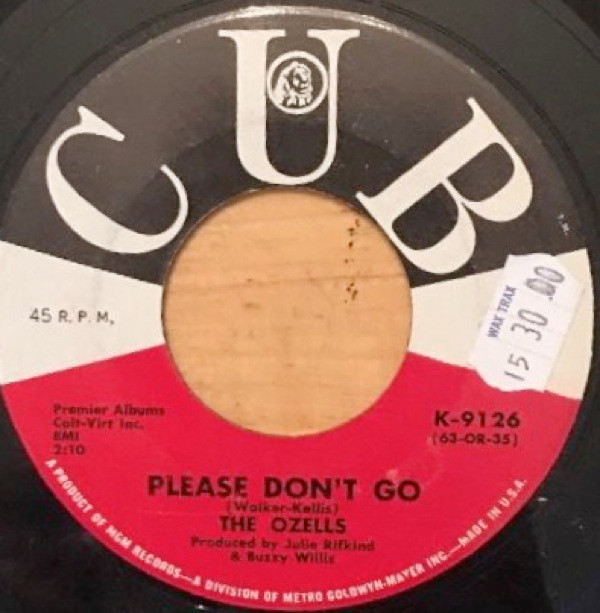 CUB
T.M.
45 R.P.M.
WAX TRAX
15 30.00
Premier Albums
Colt-Virt Inc.
BMI
2:10
K-9126
(63-OR-35)
PLEASE DON'T GO
(Walker-Kellis)
THE OZELLS
Produced by Julie Rifkind
& Buzzy Willis
A PRODUCT OF MGM RECORDS—A DIVISION OF METRO GOLDWYN-MAYER INC.—MADE IN U.S.A.